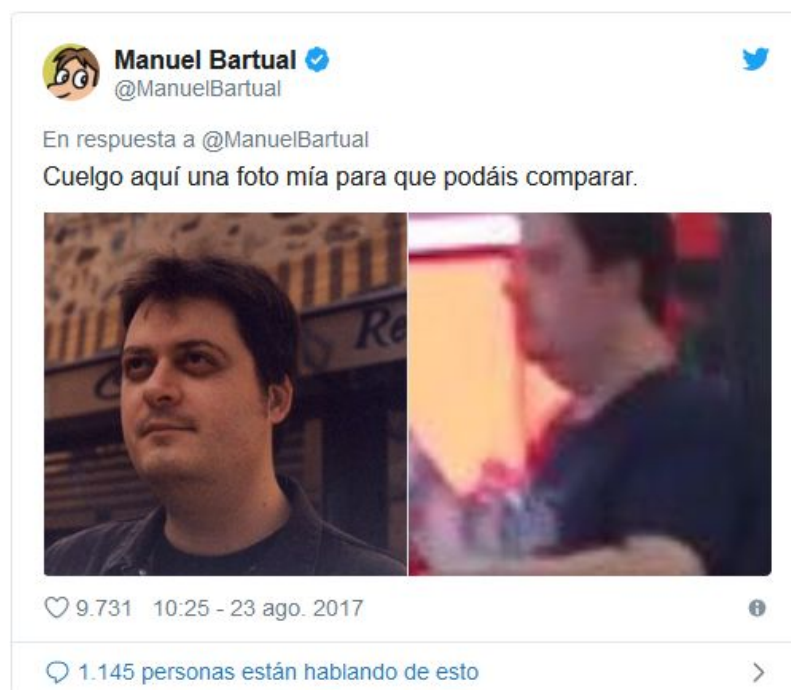 Manuel Bartual
@ManuelBartual
En respuesta a @ManuelBartual
Cuelgo aquí una foto mía para que podáis comparar.
Re
9.731 10:25 - 23 ago. 2017
1.145 personas están hablando de esto